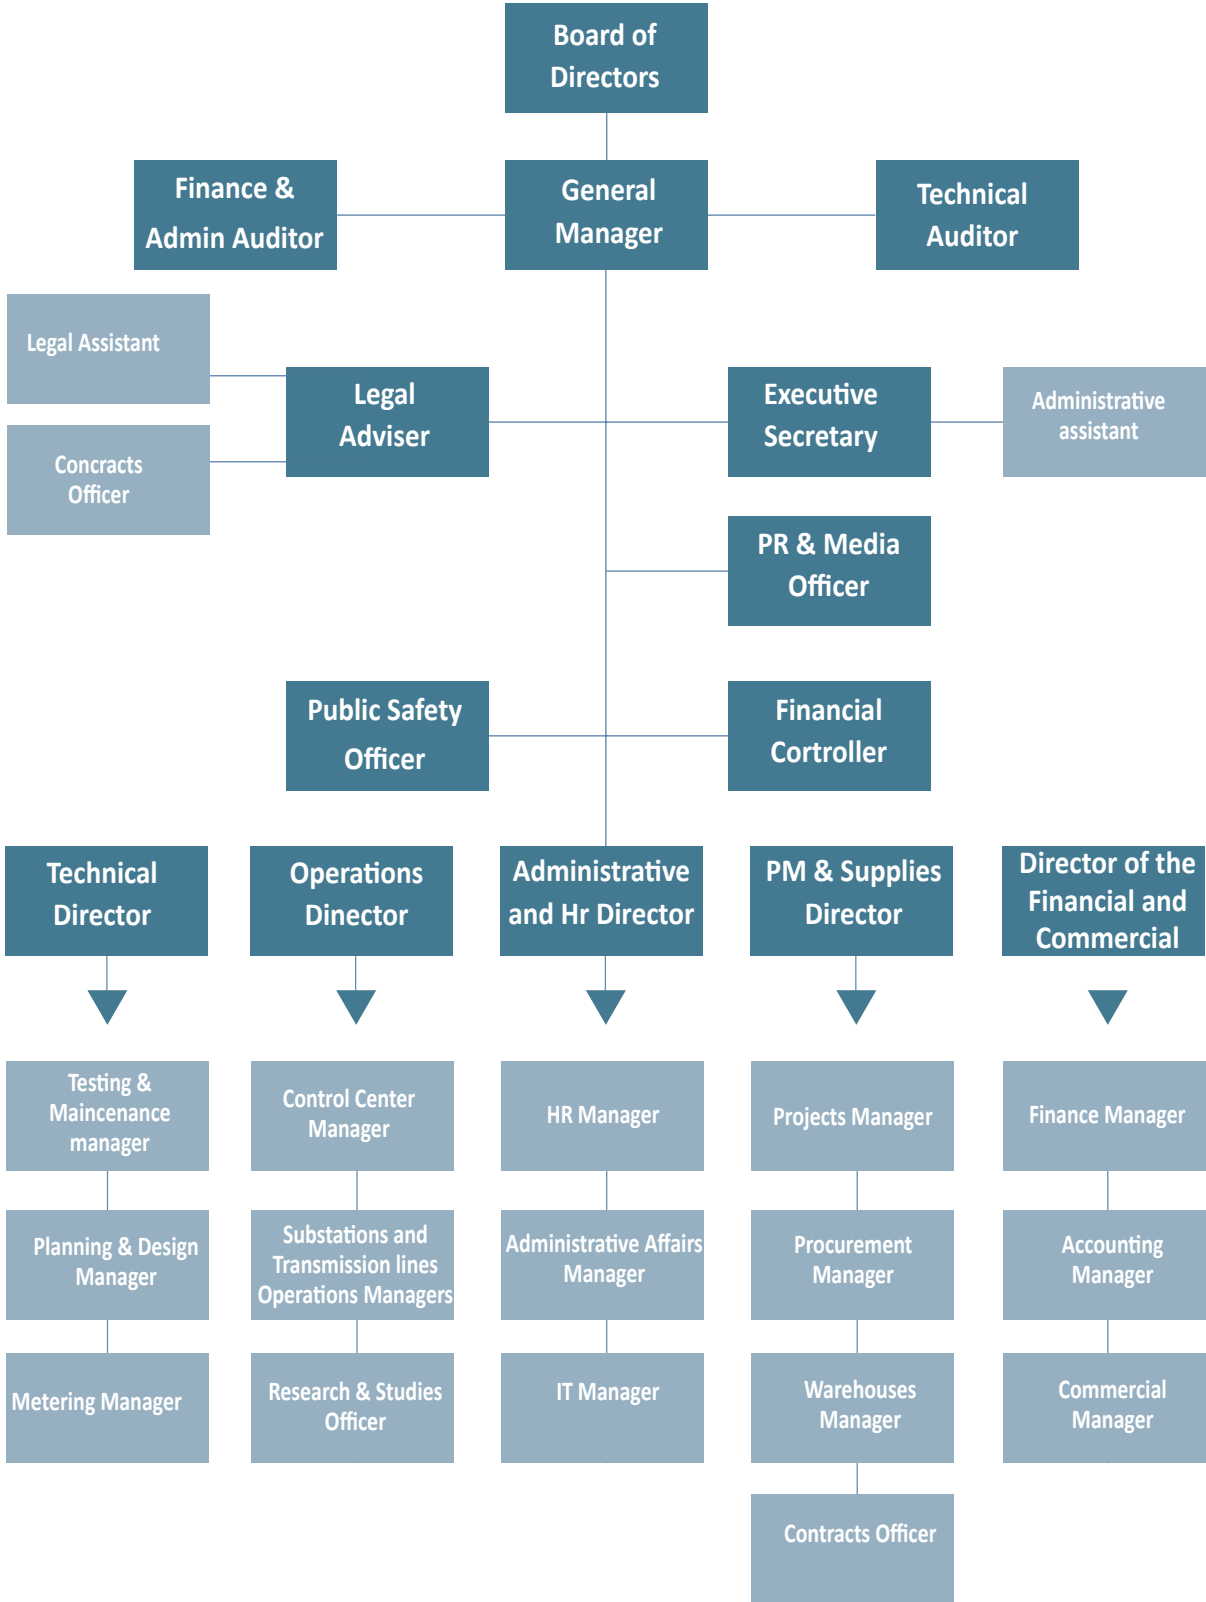 Board of
Directors
Finance &
Admin Auditor
General
Manager
Technical
Auditor
Legal Assistant
Concracts
Officer
Legal
Adviser
Executive
Secretary
Administrative
assistant
PR & Media
Officer
Public Safety
Officer
Financial
Cortroller
Technical
Director
Operations
Dinector
Administrative
and Hr Director
PM & Supplies
Director
Director of the
Financial and
Commercial
Testing &
Maincenance
manager
Control Center
Manager
HR Manager
Projects Manager
Finance Manager
Planning & Design
Manager
Substations and
Transmission lines
Operations Managers
Administrative Affairs
Manager
Procurement
Manager
Accounting
Manager
Metering Manager
Research & Studies
Officer
IT Manager
Warehouses
Manager
Commercial
Manager
Contracts Officer